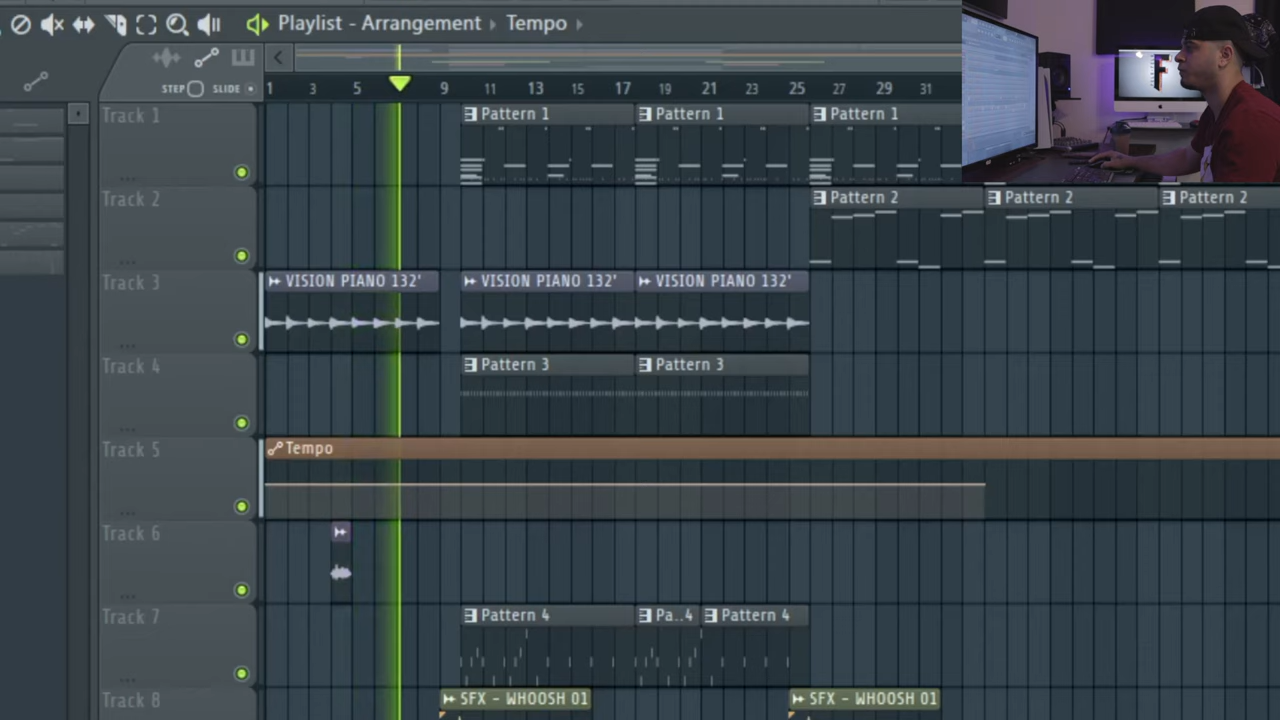 Playlist - Arrangement Tempo
STEP SLIDE
1 3 5 9 11 13 15 17 19 21 23 25 27 29 31
Track 1
Pattern 1 Pattern 1 Pattern 1
Track 2
Pattern 2 Pattern 2 Pattern 2
Track 3
VISION PIANO 132' VISION PIANO 132' VISION PIANO 132'
Track 4
Pattern 3 Pattern 3
Track 5
Tempo
Track 6
Track 7
Pattern 4 Pa..4 Pattern 4
Track 8
SFX - WHOOSH 01 SFX - WHOOSH 01